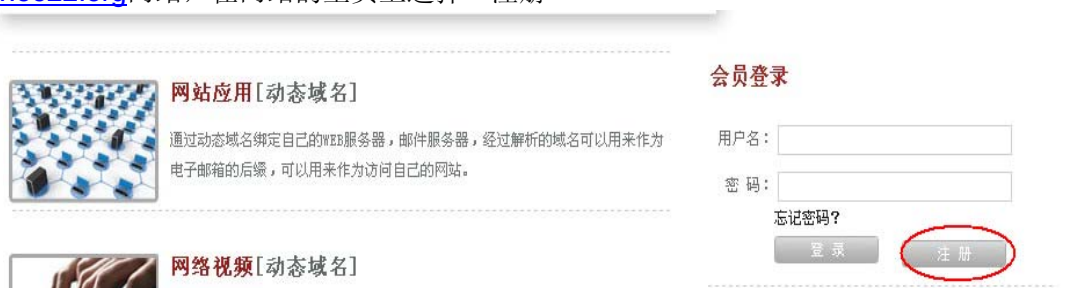 网站应用[动态域名]
通过动态域名绑定自己的WEB服务器，邮件服务器，经过解析的域名可以用来作为
电子邮箱的后缀，可以用来作为访问自己的网站。
网络视频[动态域名]
会员登录
用户名：
密 码：
忘记密码?
登 录
注 册